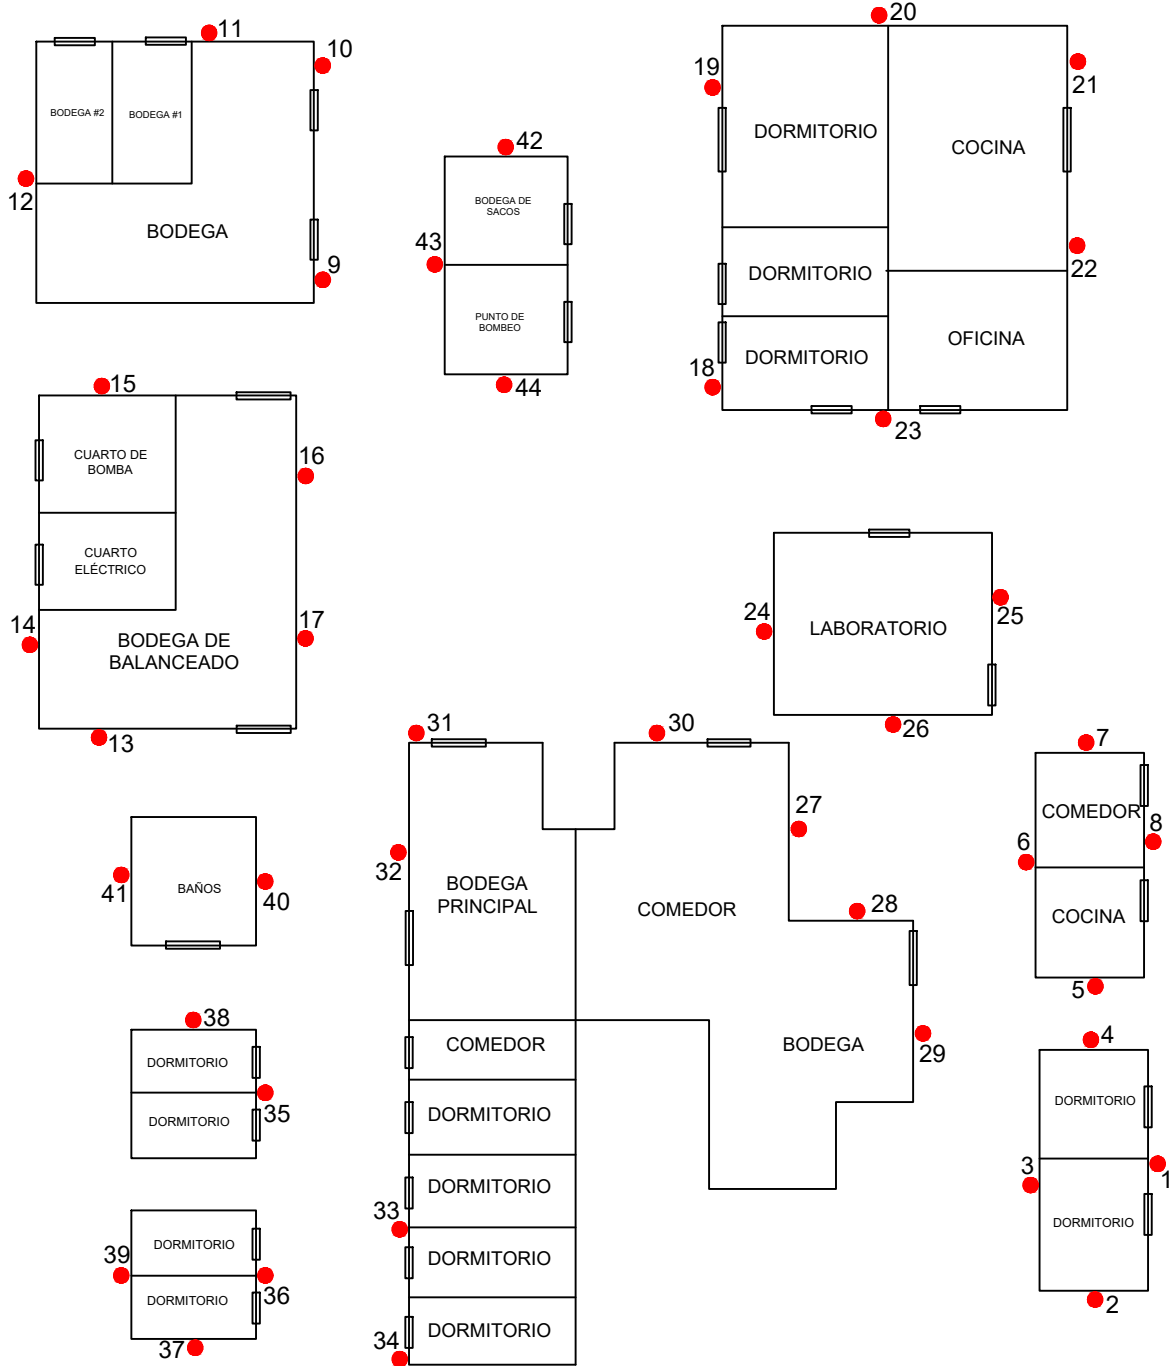 20
11
10
19
21
BODEGA #2
BODEGA #1
DORMITORIO
COCINA
42
12
BODEGA DE
SACOS
BODEGA
43
9
22
DORMITORIO
PUNTO DE
BOMBEO
OFICINA
DORMITORIO
18
15
44
23
CUARTO DE
BOMBA
16
CUARTO
ELÉCTRICO
24
25
LABORATORIO
14
17
BODEGA DE
BALANCEADO
13
31
30
26
7
27
COMEDOR
8
6
32
41
BAÑOS
40
BODEGA
PRINCIPAL
COMEDOR
28
COCINA
5
38
4
COMEDOR
BODEGA
29
DORMITORIO
35
DORMITORIO
DORMITORIO
DORMITORIO
3
1
DORMITORIO
33
DORMITORIO
39
DORMITORIO
DORMITORIO
36
DORMITORIO
2
37
34
DORMITORIO